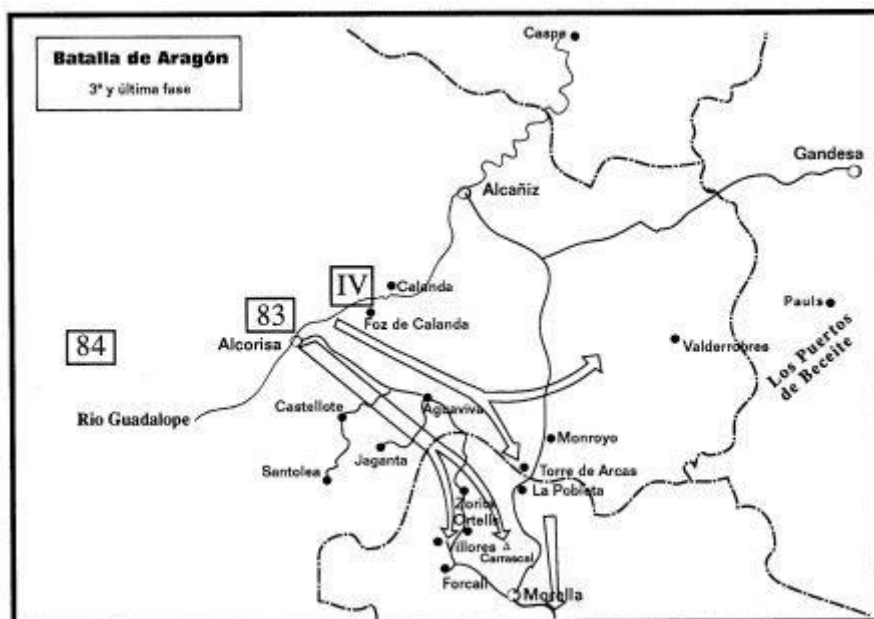 Batalla de Aragón
3ª y última fase
Caspe
Gandesa
Alcañiz
IV
Calanda
83
Foz de Calanda
Pauls
84
Alcorisa
Valderrobres
Los Puertos
de Beceite
Castellote
Aguaviva
Rio Guadalope
Monroyo
Jaganta
Torre de Arcas
Santolea
La Pobleta
Zorita
Ortells
Villores
Carrascal
Forcall
Morella